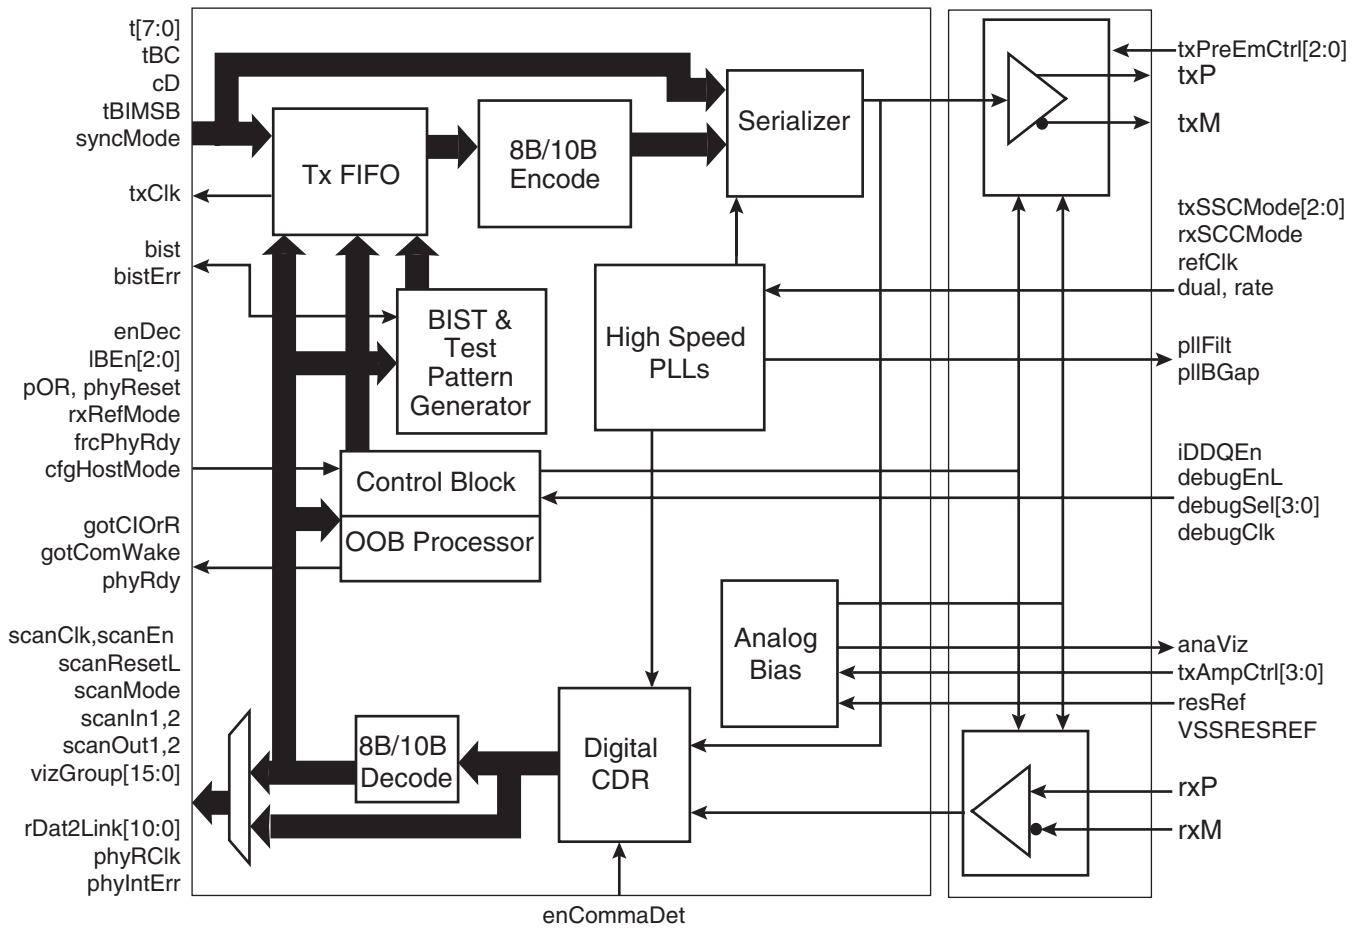 t[7:0]
tBC
cD
tBIMSB
syncMode
txClk
bist
bistErr
enDec
lBEn[2:0]
pOR, phyReset
rxRefMode
frcPhyRdy
cfgHostMode
gotCIOrR
gotComWake
phyRdy
scanClk,scanEn
scanResetL
scanMode
scanIn1,2
scanOut1,2
vizGroup[15:0]
rDat2Link[10:0]
phyRClk
phyIntErr
Tx FIFO
8B/10B
Encode
Serializer
BIST &
Test
Pattern
Generator
High Speed
PLLs
Control Block
OOB Processor
Analog
Bias
8B/10B
Decode
Digital
CDR
enCommaDet
txPreEmCtrl[2:0]
txP
txM
txSSCMode[2:0]
rxSCCMode
refClk
dual, rate
pllFilt
pllBGap
iDDQEn
debugEnL
debugSel[3:0]
debugClk
anaViz
txAmpCtrl[3:0]
resRef
VSSRESREF
rxP
rxM